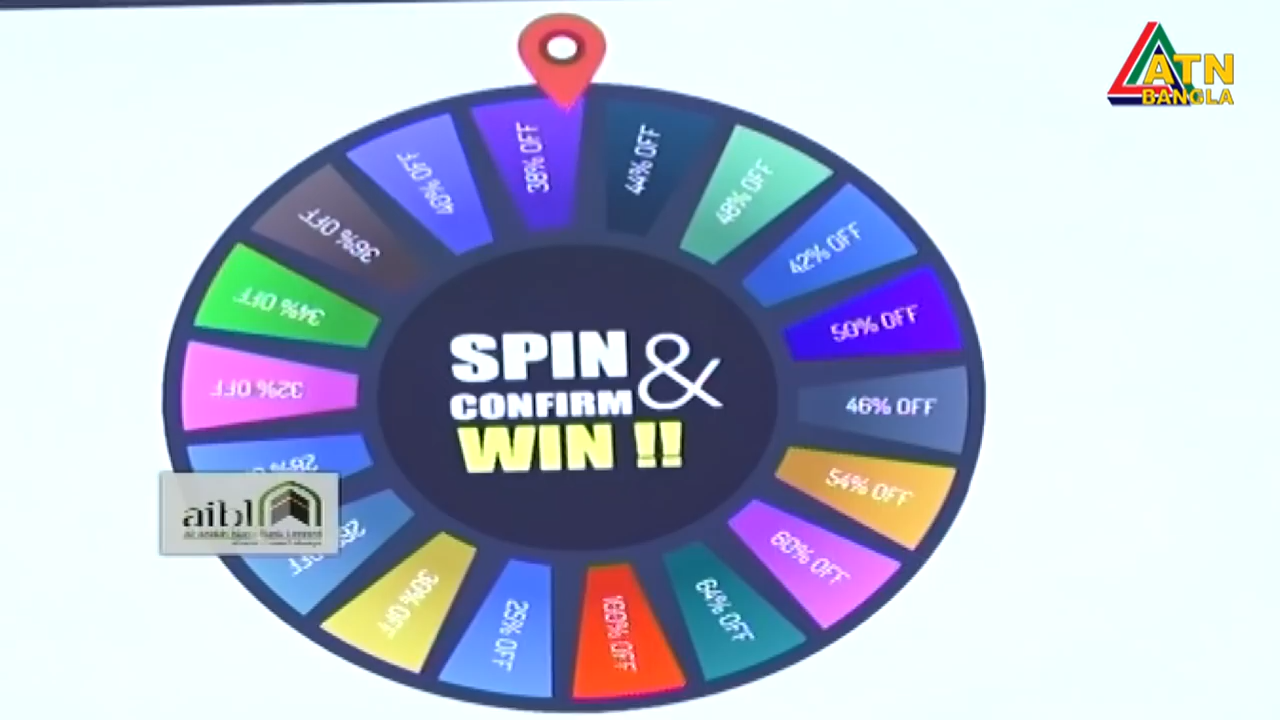 ATN
BANGLA
38% OFF
44% OFF
48% OFF
42% OFF
50% OFF
46% OFF
54% OFF
60% OFF
64% OFF
100% OFF
25% OFF
30% OFF
OFF
32% OFF
34% OFF
36% OFF
40% OFF
SPIN &
CONFIRM
WIN !!
aibl